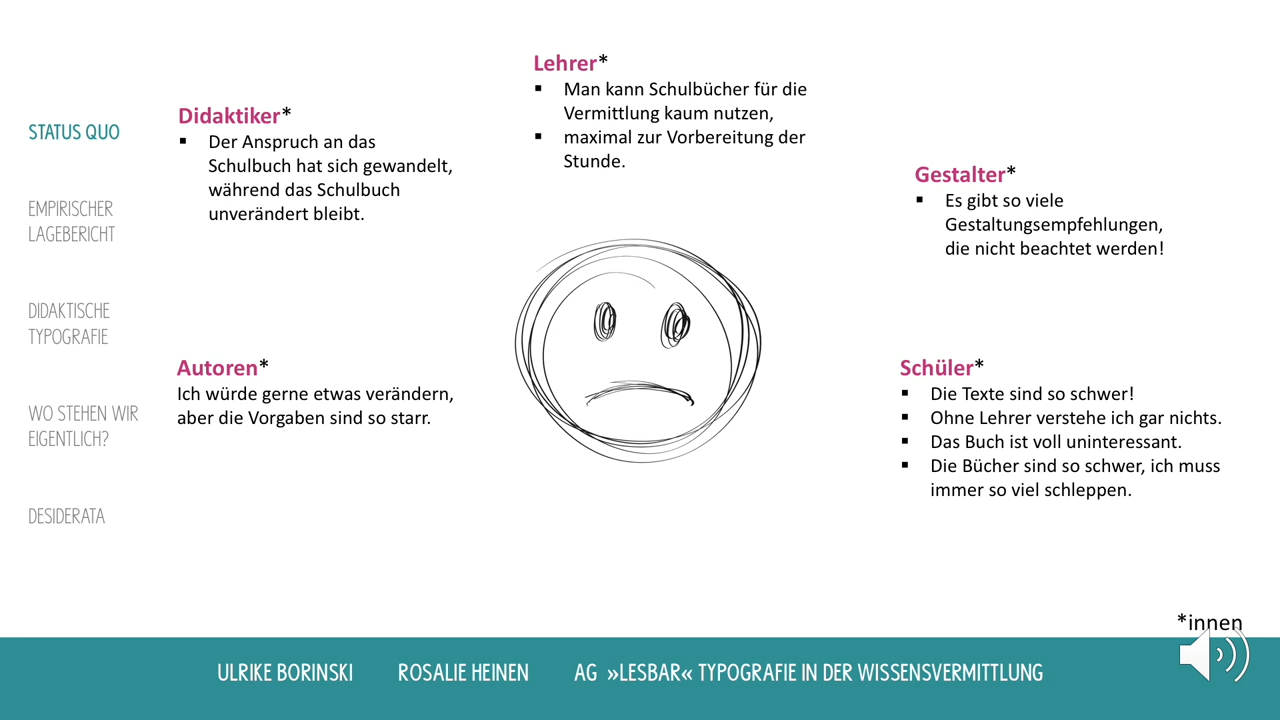 STATUS QUO
EMPIRISCHER
LAGEBERICHT
DIDAKTISCHE
TYPOGRAFIE
WO STEHEN WIR
EIGENTLICH?
DESIDERATA
Didaktiker*
▪ Der Anspruch an das
Schulbuch hat sich gewandelt,
während das Schulbuch
unverändert bleibt.
Lehrer*
▪ Man kann Schulbücher für die
Vermittlung kaum nutzen,
▪ maximal zur Vorbereitung der
Stunde.
Gestalter*
▪ Es gibt so viele
Gestaltungsempfehlungen,
die nicht beachtet werden!
Autoren*
Ich würde gerne etwas verändern,
aber die Vorgaben sind so starr.
Schüler*
▪ Die Texte sind so schwer!
▪ Ohne Lehrer verstehe ich gar nichts.
▪ Das Buch ist voll uninteressant.
▪ Die Bücher sind so schwer, ich muss
immer so viel schleppen.
*innen
ULRIKE BORINSKI ROSALIE HEINEN AG »LESBAR« TYPOGRAFIE IN DER WISSENSVERMITTLUNG